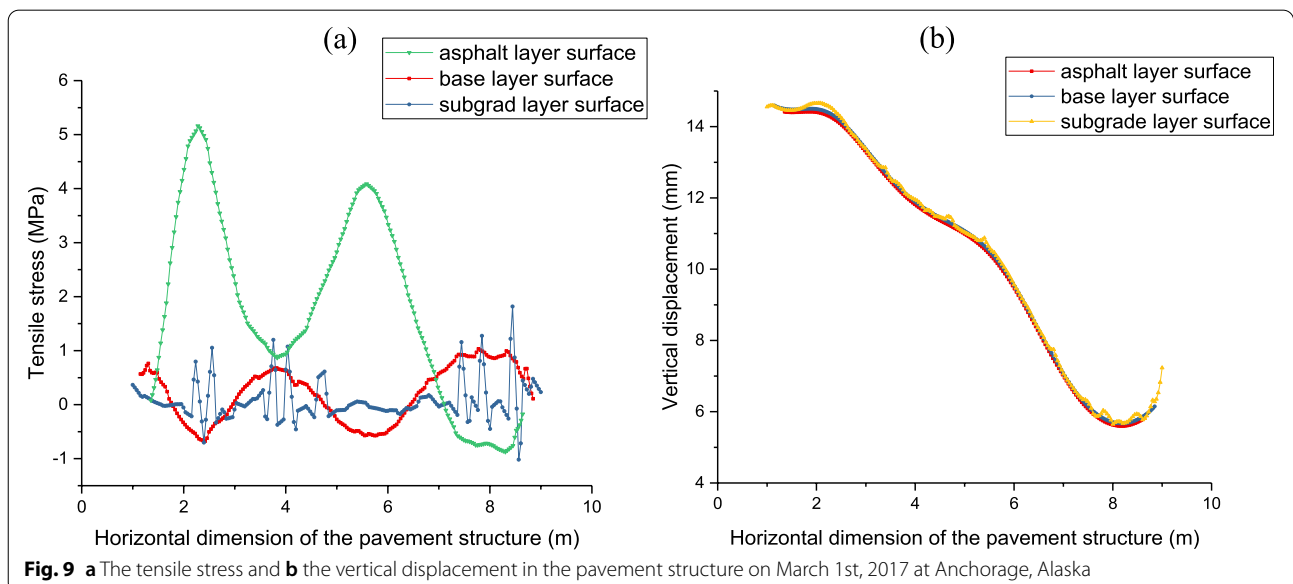 (a)
asphalt layer surface
base layer surface
subgrad layer surface
6
5
4
3
2
1
0
-1
Tensile stress (MPa)
0 2 4 6 8 10
Horizontal dimension of the pavement structure (m)
(b)
asphalt layer surface
base layer surface
subgrade layer surface
14
12
10
8
6
4
Vertical displacement (mm)
0 2 4 6 8 10
Horizontal dimension of the pavement structure (m)
Fig. 9 a The tensile stress and b the vertical displacement in the pavement structure on March 1st, 2017 at Anchorage, Alaska